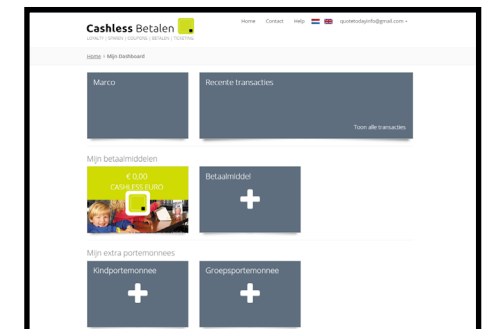 Cashless Betalen
LOYALTY | SPAREN | COUPONS | BETALEN | TICKETING
Home Contact Help quotetodayinfo@gmail.com
Home > Mijn Dashboard
Marco
Recente transacties
Toon alle transacties
Mijn betaalmiddelen
€ 0,00
CASHLESS EURO
Betaalmiddel
Mijn extra portemonnees
Kindportemonnee
Groepsportemonnee